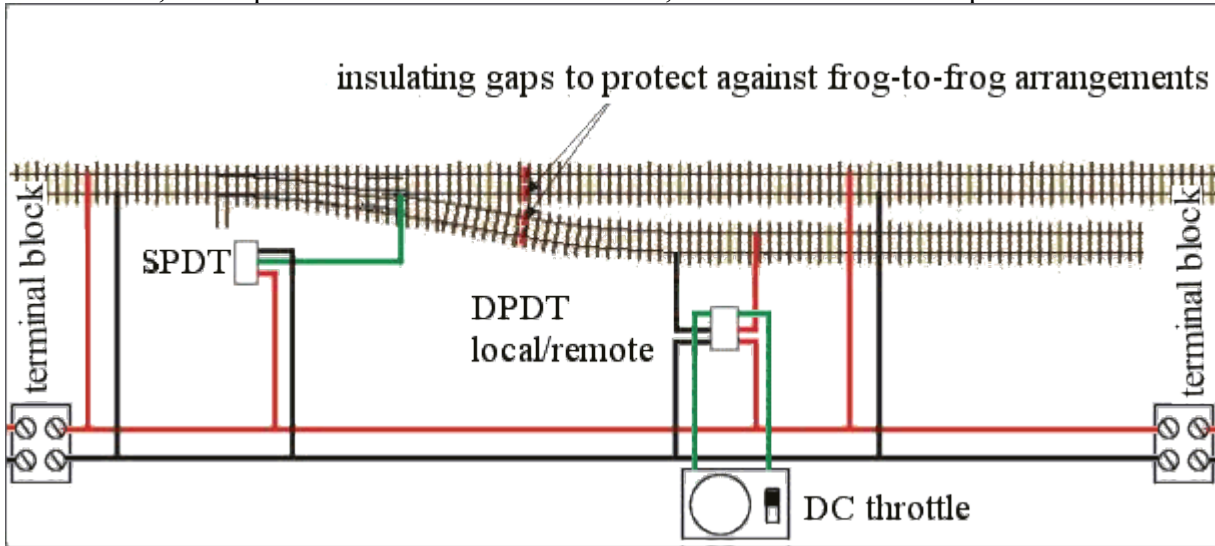 insulating gaps to protect against frog-to-frog arrangements
terminal block
SPDT
DPDT
local/remote
terminal block
DC throttle